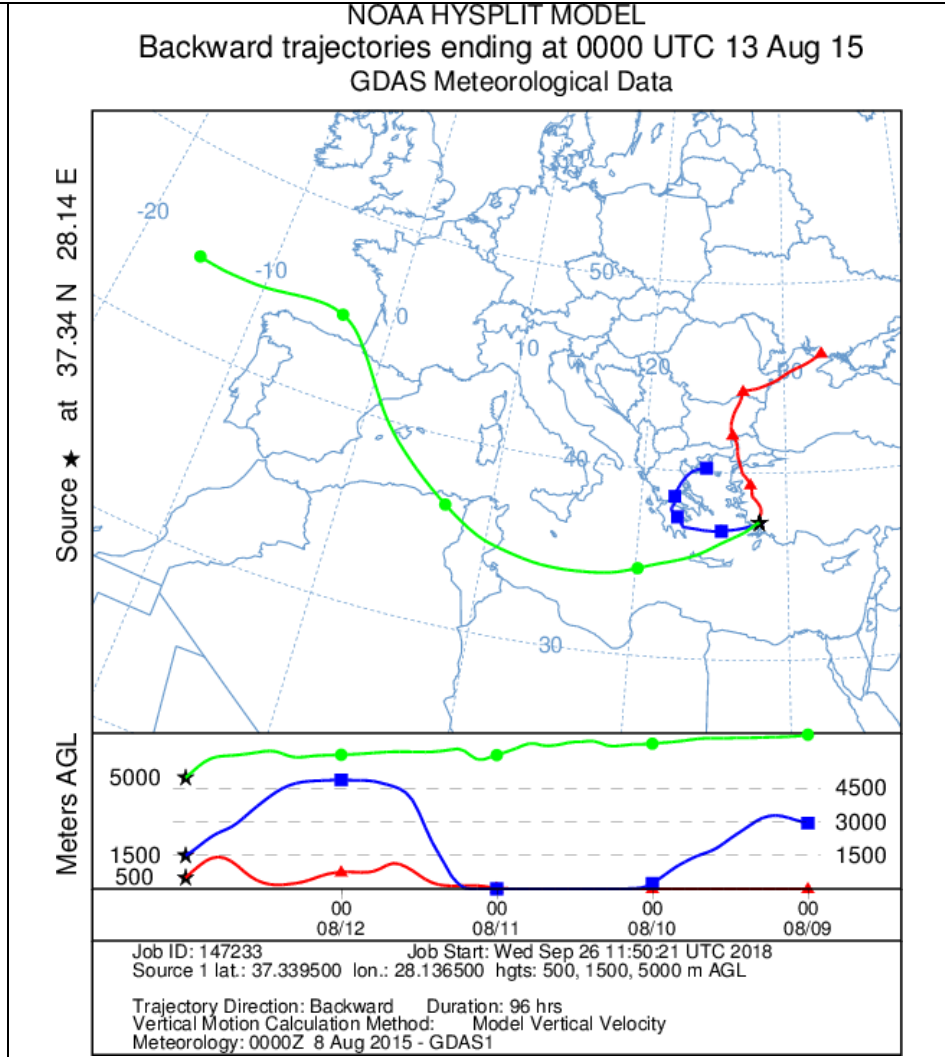 NOAA HYSPLIT MODEL
Backward trajectories ending at 0000 UTC 13 Aug 15
GDAS Meteorological Data
Source ★ at 37.34 N 28.14 E
-20
-10
0
10
20
30
50
40
30
Meters AGL
5000
1500
500
4500
3000
1500
00 00 00 00
08/12 08/11 08/10 08/09
Job ID: 147233 Job Start: Wed Sep 26 11:50:21 UTC 2018
Source 1 lat.: 37.339500 lon.: 28.136500 hgts: 500, 1500, 5000 m AGL
Trajectory Direction: Backward Duration: 96 hrs
Vertical Motion Calculation Method: Model Vertical Velocity
Meteorology: 0000Z 8 Aug 2015 - GDAS1